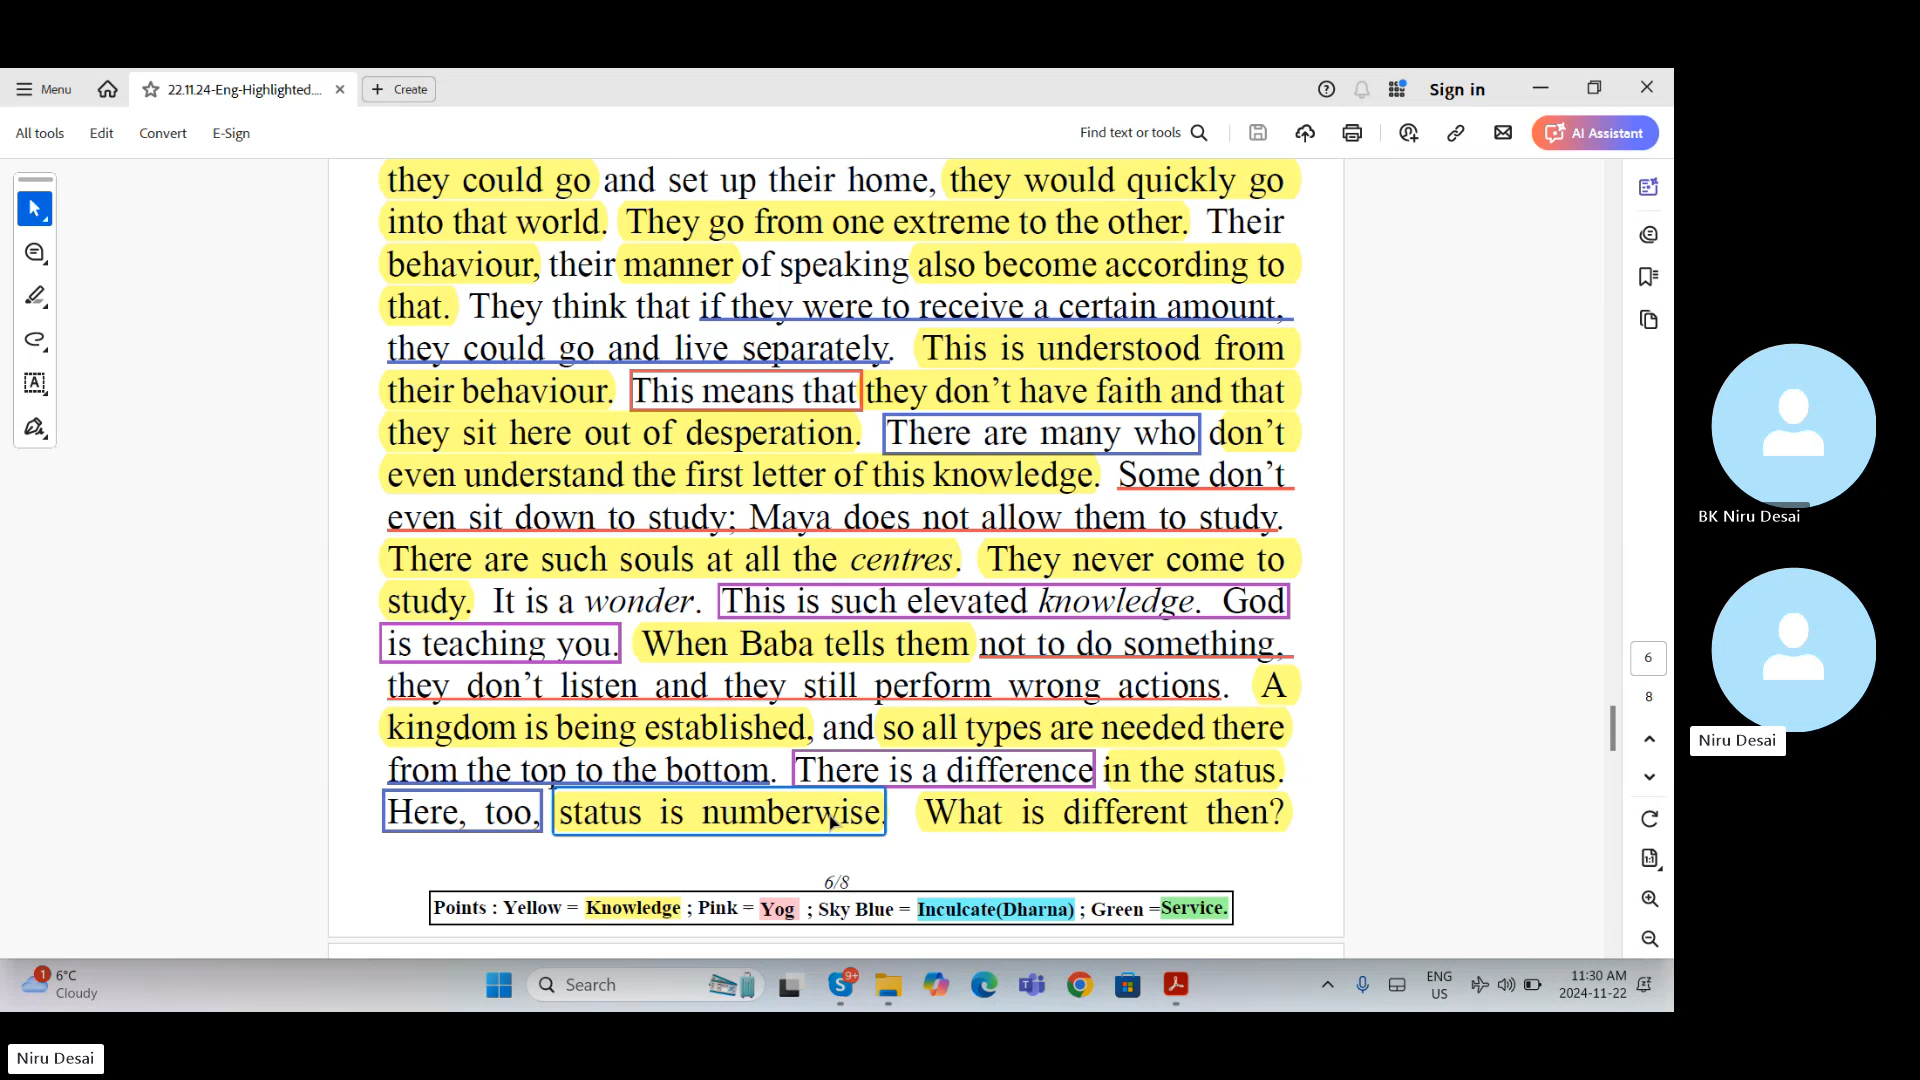 Menu
22.11.24-Eng-Highlighted....
Create
Sign in
All tools
Edit
Convert
E-Sign
Find text or tools
AI Assistant
they could go and set up their home, they would quickly go
into that world. They go from one extreme to the other. Their
behaviour, their manner of speaking also become according to
that. They think that if they were to receive a certain amount,
they could go and live separately. This is understood from
their behaviour. This means that they don’t have faith and that
they sit here out of desperation. There are many who don’t
even understand the first letter of this knowledge. Some don’t
even sit down to study; Maya does not allow them to study.
There are such souls at all the centres. They never come to
study. It is a wonder. This is such elevated knowledge. God
is teaching you. When Baba tells them not to do something,
they don’t listen and they still perform wrong actions. A
kingdom is being established, and so all types are needed there
from the top to the bottom. There is a difference in the status.
Here, too, status is numberwise. What is different then?
6/8
Points : Yellow = Knowledge ; Pink = Yog ; Sky Blue = Inculcate(Dharna) ; Green =Service.
6
8
BK Niru Desai
Niru Desai
1
6°C
Cloudy
Search
9+
ENG
US
11:30 AM
2024-11-22
Niru Desai